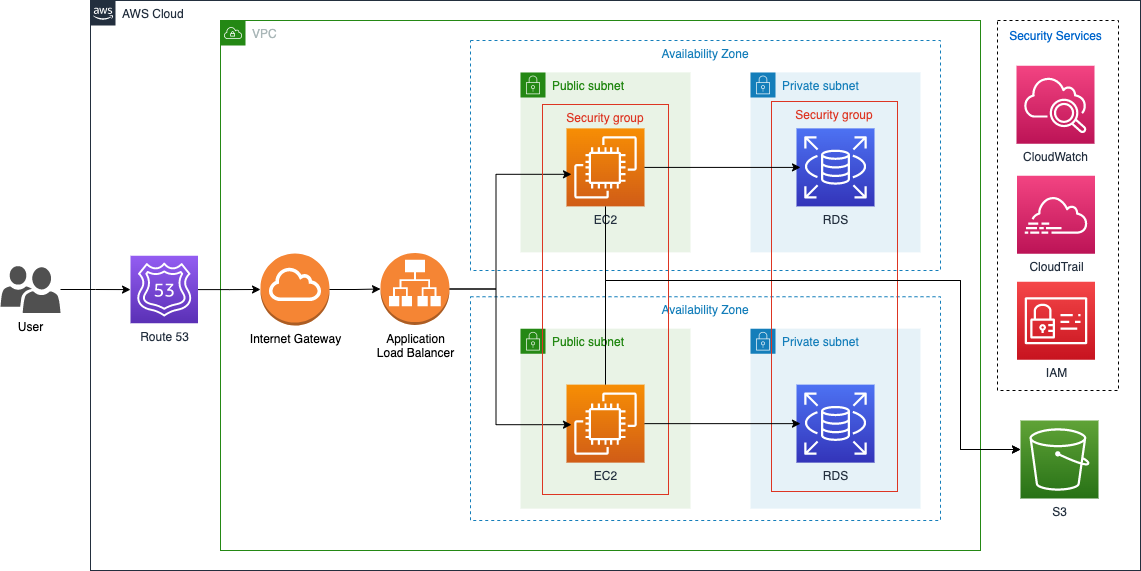 aws
AWS Cloud
VPC
Availability Zone
Public subnet
Security group
EC2
Private subnet
Security group
RDS
User
53
Route 53
Internet Gateway
Application
Load Balancer
Availability Zone
Public subnet
EC2
Private subnet
RDS
Security Services
CloudWatch
CloudTrail
IAM
S3